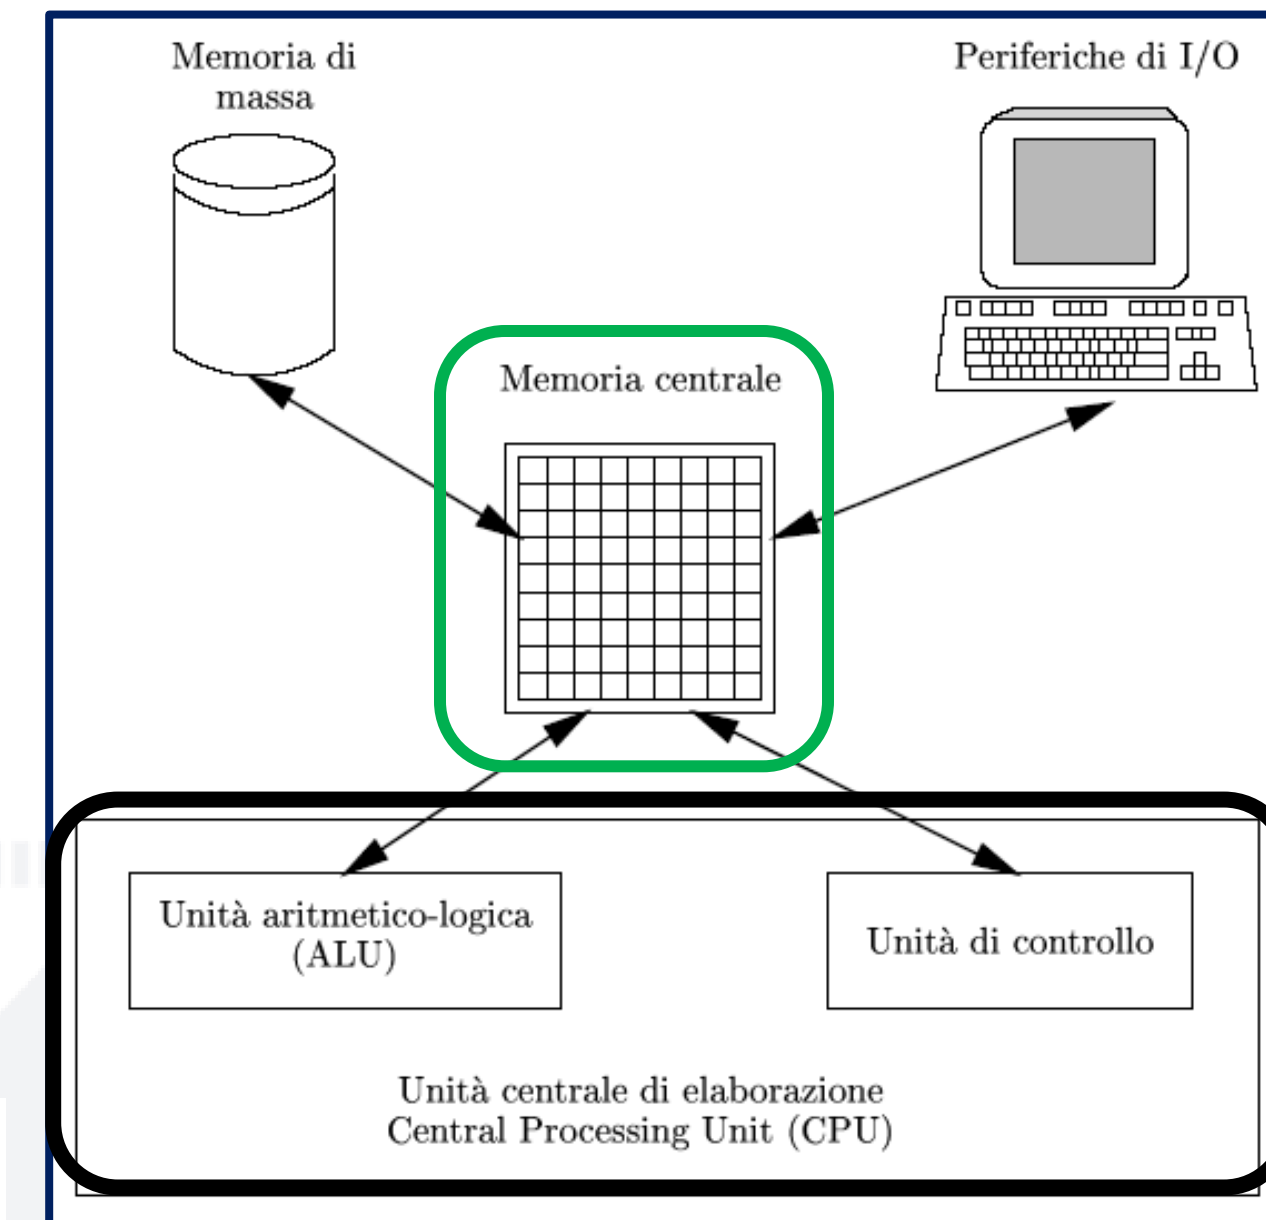 Memoria di
massa
Periferiche di I/O
Memoria centrale
Unità aritmetico-logica
(ALU)
Unità di controllo
Unità centrale di elaborazione
Central Processing Unit (CPU)